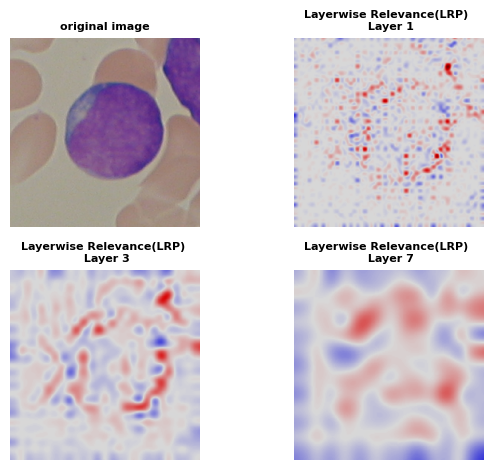 original image
Layerwise Relevance(LRP)
Layer 1
Layerwise Relevance(LRP)
Layer 3
Layerwise Relevance(LRP)
Layer 7